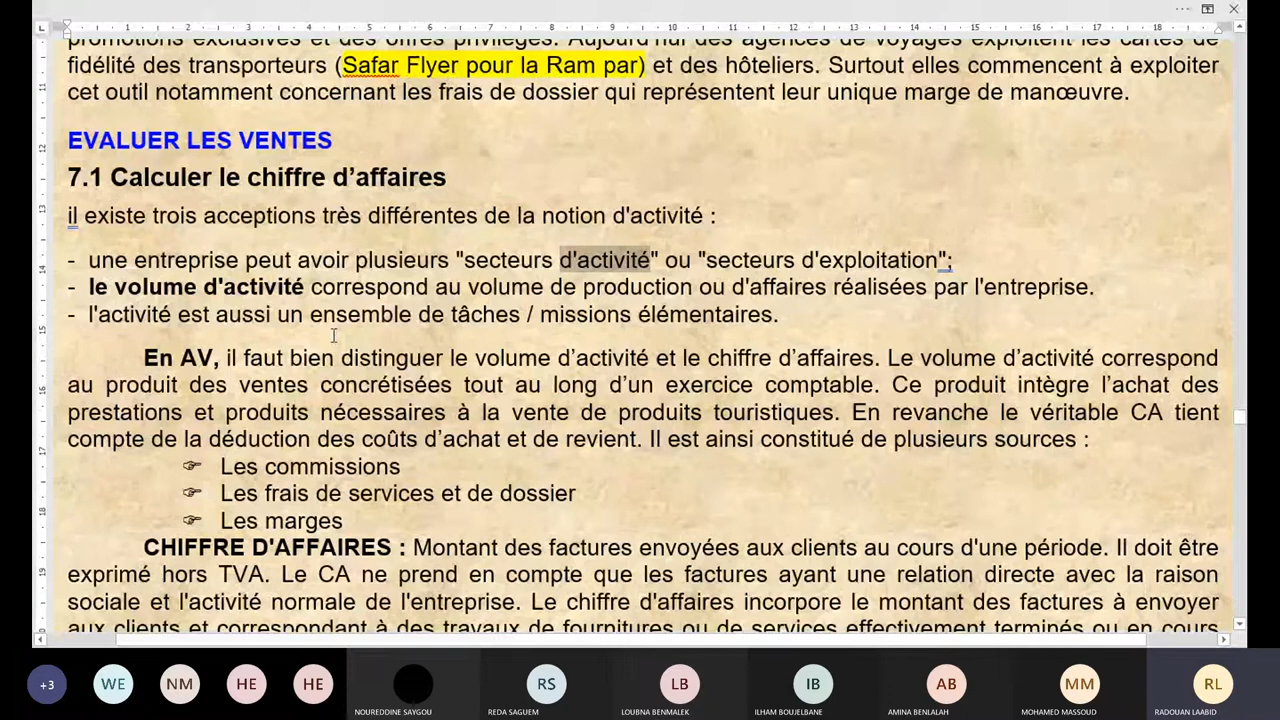 promotions exclusives et des offres privilèges. Aujourd'hui des agences de voyages exploitent les cartes de
fidélité des transporteurs (Safar Flyer pour la Ram par) et des hôteliers. Surtout elles commencent à exploiter
cet outil notamment concernant les frais de dossier qui représentent leur unique marge de manœuvre.
EVALUER LES VENTES
7.1 Calculer le chiffre d’affaires
il existe trois acceptions très différentes de la notion d'activité :
- une entreprise peut avoir plusieurs "secteurs d'activité" ou "secteurs d'exploitation";
- le volume d'activité correspond au volume de production ou d'affaires réalisées par l'entreprise.
- l'activité est aussi un ensemble de tâches / missions élémentaires.
En AV, il faut bien distinguer le volume d’activité et le chiffre d’affaires. Le volume d’activité correspond
au produit des ventes concrétisées tout au long d’un exercice comptable. Ce produit intègre l’achat des
prestations et produits nécessaires à la vente de produits touristiques. En revanche le véritable CA tient
compte de la déduction des coûts d’achat et de revient. Il est ainsi constitué de plusieurs sources :
☞ Les commissions
☞ Les frais de services et de dossier
☞ Les marges
CHIFFRE D'AFFAIRES : Montant des factures envoyées aux clients au cours d'une période. Il doit être
exprimé hors TVA. Le CA ne prend en compte que les factures ayant une relation directe avec la raison
sociale et l'activité normale de l'entreprise. Le chiffre d'affaires incorpore le montant des factures à envoyer
aux clients et correspondant à des travaux de fournitures ou de services effectivement terminés ou en cours
+3 WE NM HE HE RS LB IB AB MM RL
NOUREDDINE SAYGOU REDA SAGUEM LOUBNA BENMALEK ILHAM BOUJELBANE AMINA BENLALAH MOHAMED MASSOUD RADOUAN LAABID